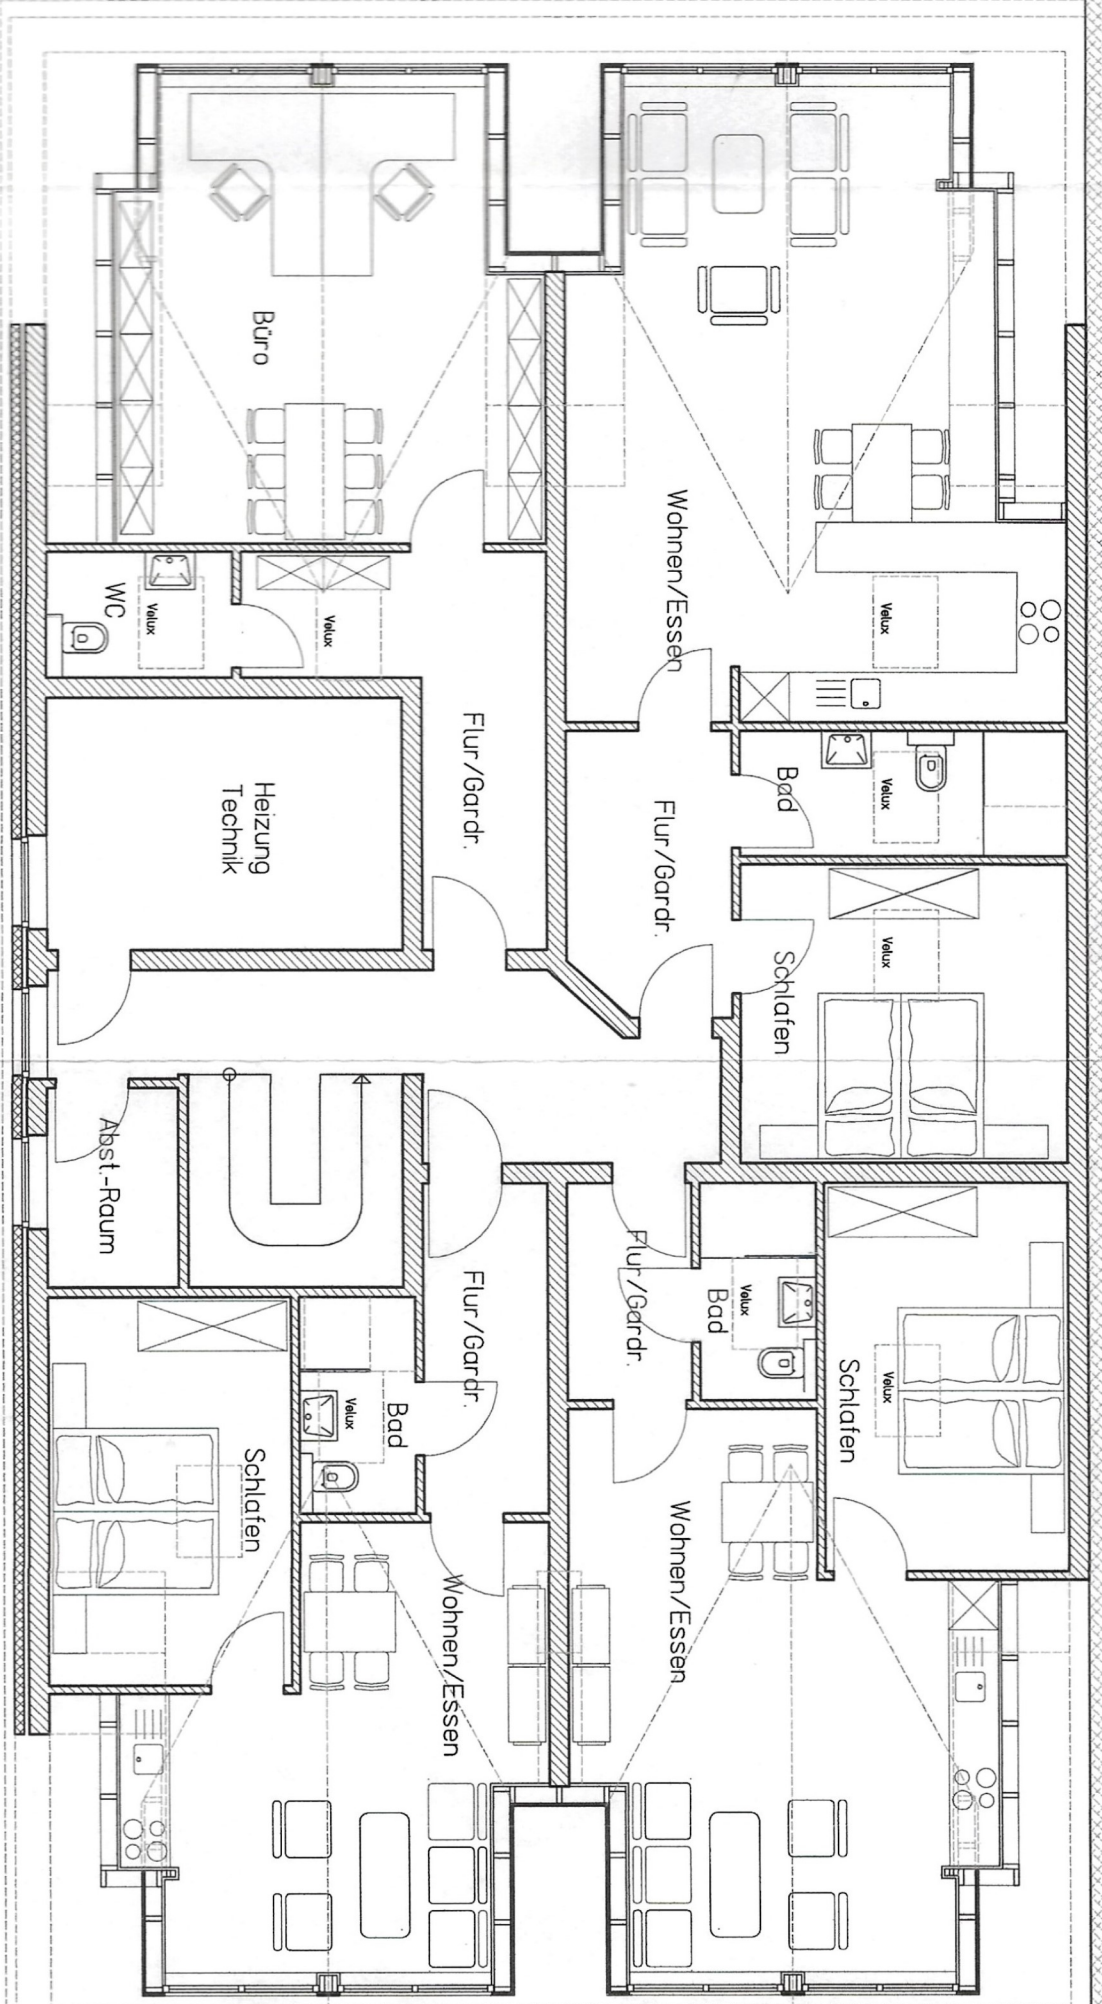 Büro
Wohnen/Essen
WC
Velux
Velux
Velux
Flur/Gardr.
Heizung
Technik
Flur/Gardr.
Bad
Velux
Schlafen
Velux
Abst.-Raum
Flur/Gardr.
Flur/Gardr.
Bad
Velux
Schlafen
Velux
Schlafen
Bad
Velux
Wohnen/Essen
Wohnen/Essen